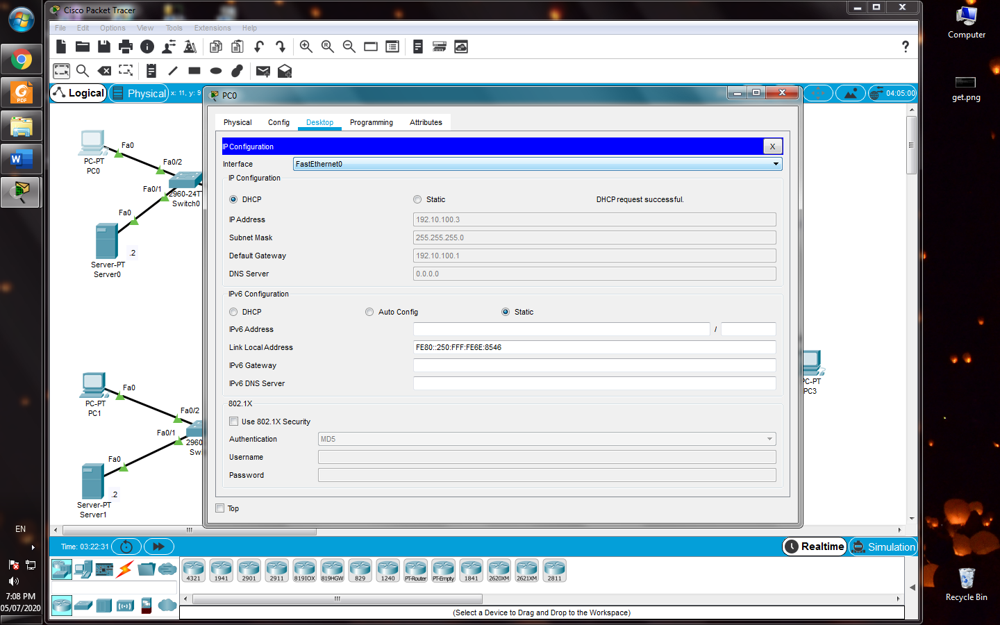 Cisco Packet Tracer
File Edit Options View Tools Extensions Help
?
Logical Physical x: 11, y: 9 04:05:00
PC0
X
Physical Config Desktop Programming Attributes
IP Configuration
X
Interface FastEthernet0
IP Configuration
DHCP Static DHCP request successful.
IP Address 192.10.100.3
Subnet Mask 255.255.255.0
Default Gateway 192.10.100.1
DNS Server 0.0.0.0
IPv6 Configuration
DHCP Auto Config Static
IPv6 Address /
Link Local Address FE80::250:FFF:FE6E:8546
IPv6 Gateway
IPv6 DNS Server
802.1X
Use 802.1X Security
Authentication MD5
Username
Password
Top
Fa0
PC-PT
PC0
Fa0/2
Fa0/1
2960-24T
Switch0
Fa0
.2
Server-PT
Server0
Fa0
PC-PT
PC1
Fa0/2
Fa0/1
2960
Sw
Fa0
.2
Server-PT
Server1
PC-PT
PC3
Time: 03:22:31 Realtime Simulation
4321 1941 2901 2911 819IOX 819HGW 829 1240 PT-Router PT-Empty 1841 2620XM 2621XM 2811
(Select a Device to Drag and Drop to the Workspace)
PDF
W
EN
7:08 PM
05/07/2020
Computer
get.png
Recycle Bin